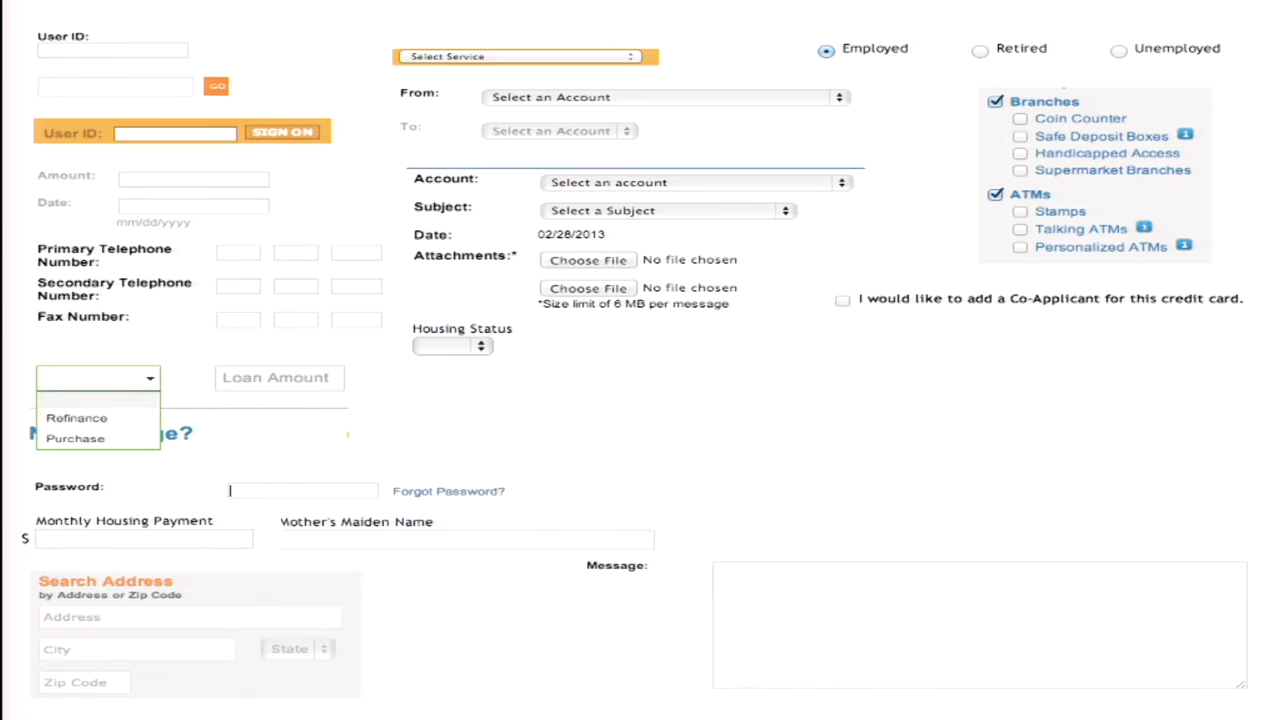 User ID:
GO
User ID: SIGN ON
Amount:
Date:
mm/dd/yyyy
Primary Telephone
Number:
Secondary Telephone
Number:
Fax Number:
Loan Amount
Refinance
Purchase
e?
Password:
Forgot Password?
Monthly Housing Payment
$
Mother's Maiden Name
Search Address
by Address or Zip Code
Address
City
State
Zip Code
Select Service
From: Select an Account
To: Select an Account
Account: Select an account
Subject: Select a Subject
Date: 02/28/2013
Attachments:* Choose File No file chosen
Choose File No file chosen
*Size limit of 6 MB per message
Housing Status
Message:
Employed
Retired
Unemployed
Branches
Coin Counter
Safe Deposit Boxes
Handicapped Access
Supermarket Branches
ATMs
Stamps
Talking ATMs
Personalized ATMs
I would like to add a Co-Applicant for this credit card.